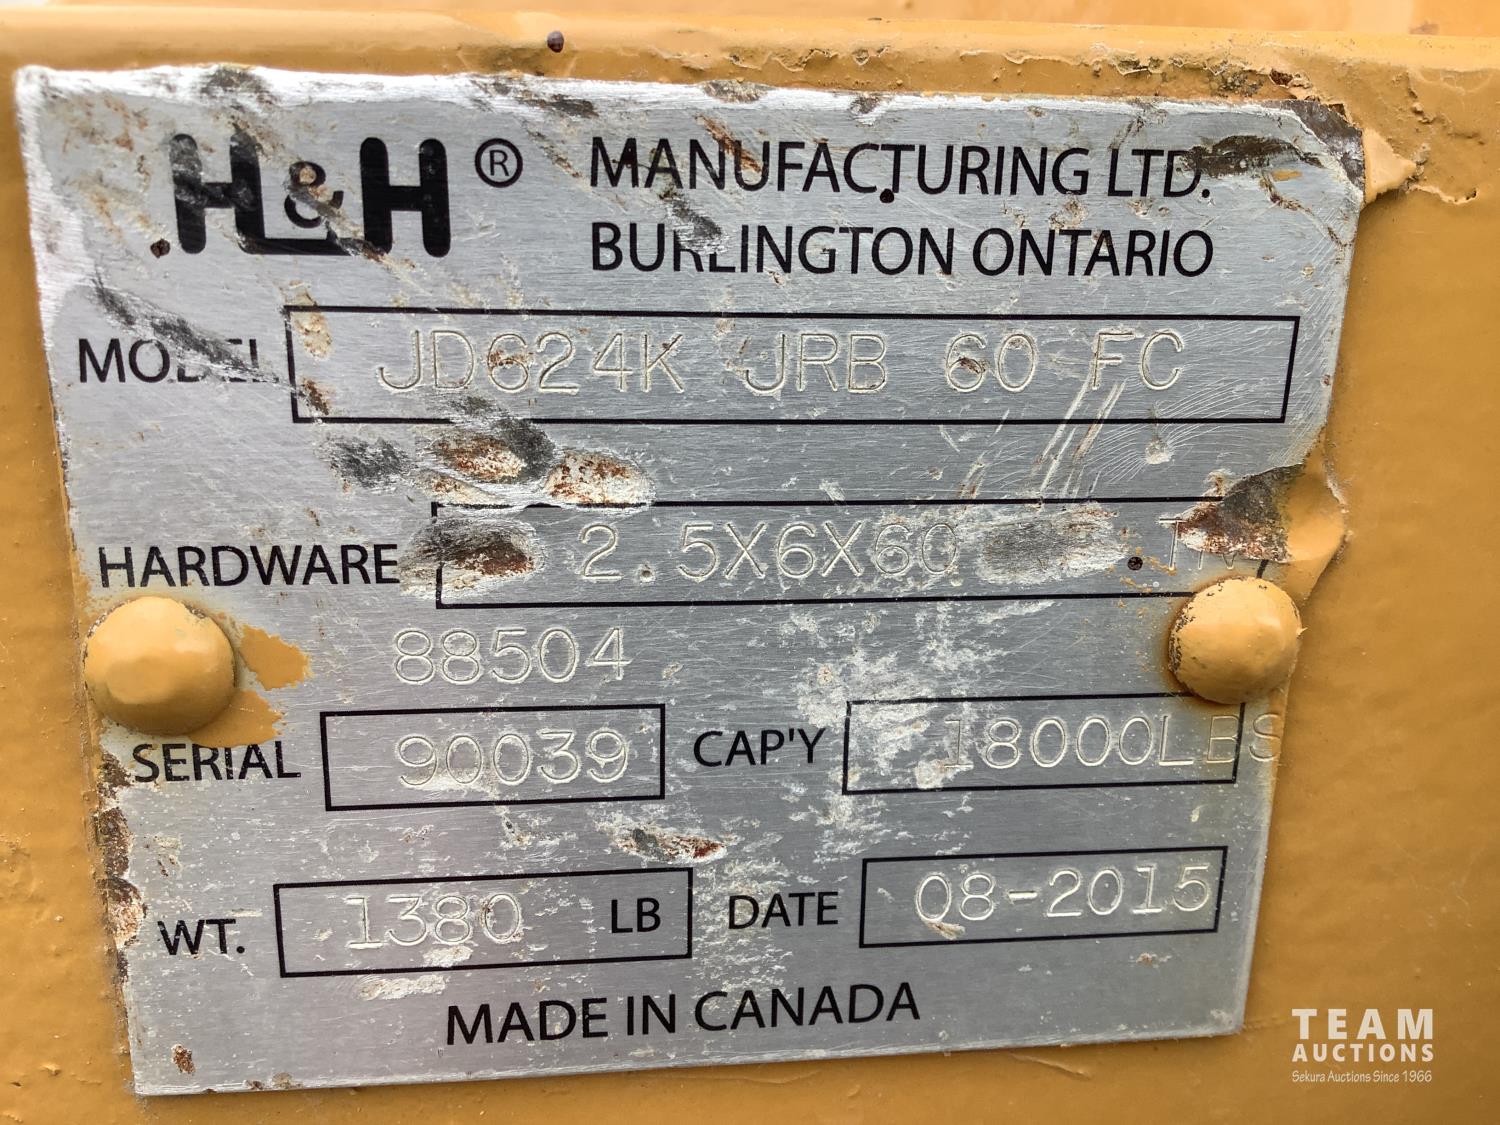 H&H® MANUFACTURING LTD.
BURLINGTON ONTARIO
MODEL JD624K JRB 60 FC
HARDWARE 2.5X6X60
88504
SERIAL 90039 CAP'Y 18000LBS
WT. 1380 LB DATE 08-2015
MADE IN CANADA
TEAM
AUCTIONS
Sekura Auctions Since 1966